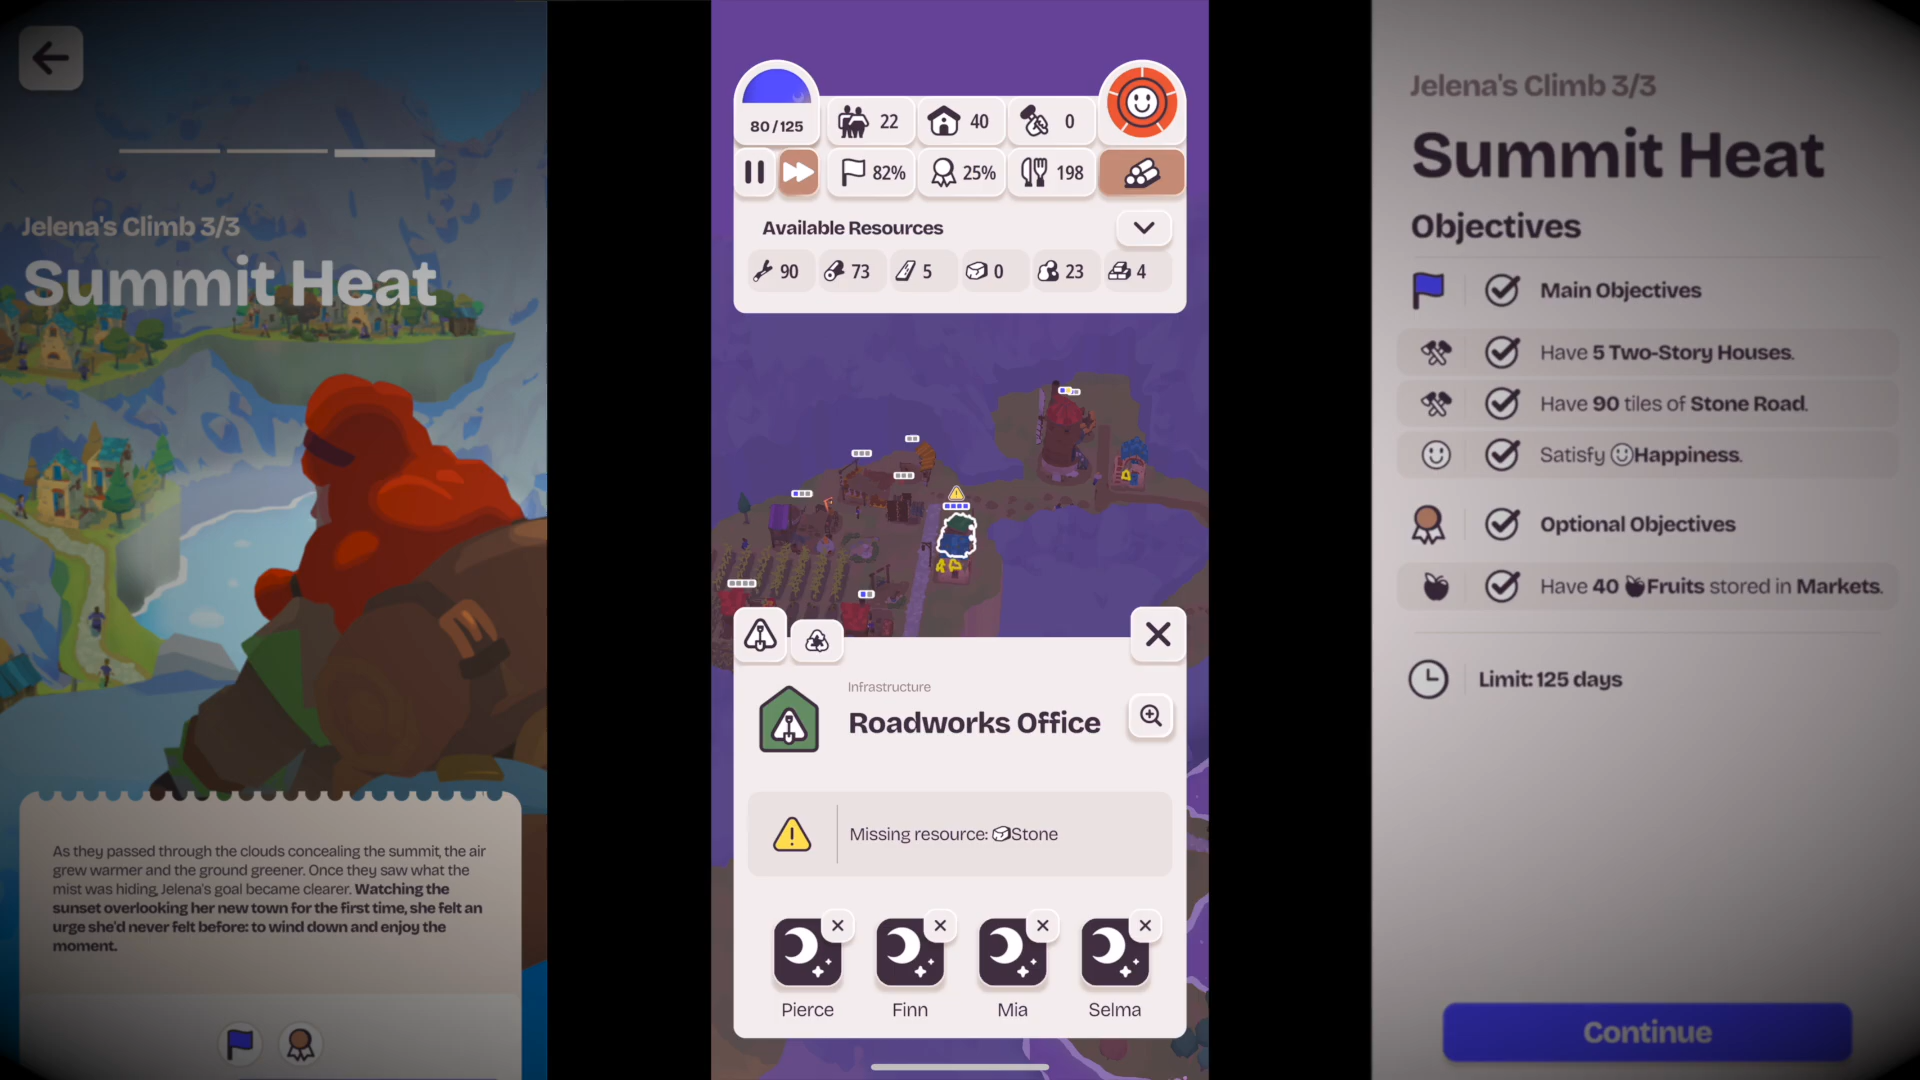 Jelena's Climb 3/3
Summit Heat
As they passed through the clouds concealing the summit, the air
grew warmer and the ground greener. Once they saw what the
mist was hiding, Jelena's goal became clearer. Watching the
sunset overlooking her new town for the first time, she felt an
urge she'd never felt before: to wind down and enjoy the
moment.
80/125
22
40
0
82%
25%
198
Available Resources
90
73
5
0
23
4
Infrastructure
Roadworks Office
Missing resource: Stone
Pierce
Finn
Mia
Selma
Jelena's Climb 3/3
Summit Heat
Objectives
Main Objectives
Have 5 Two-Story Houses.
Have 90 tiles of Stone Road.
Satisfy Happiness.
Optional Objectives
Have 40 Fruits stored in Markets.
Limit: 125 days
Continue